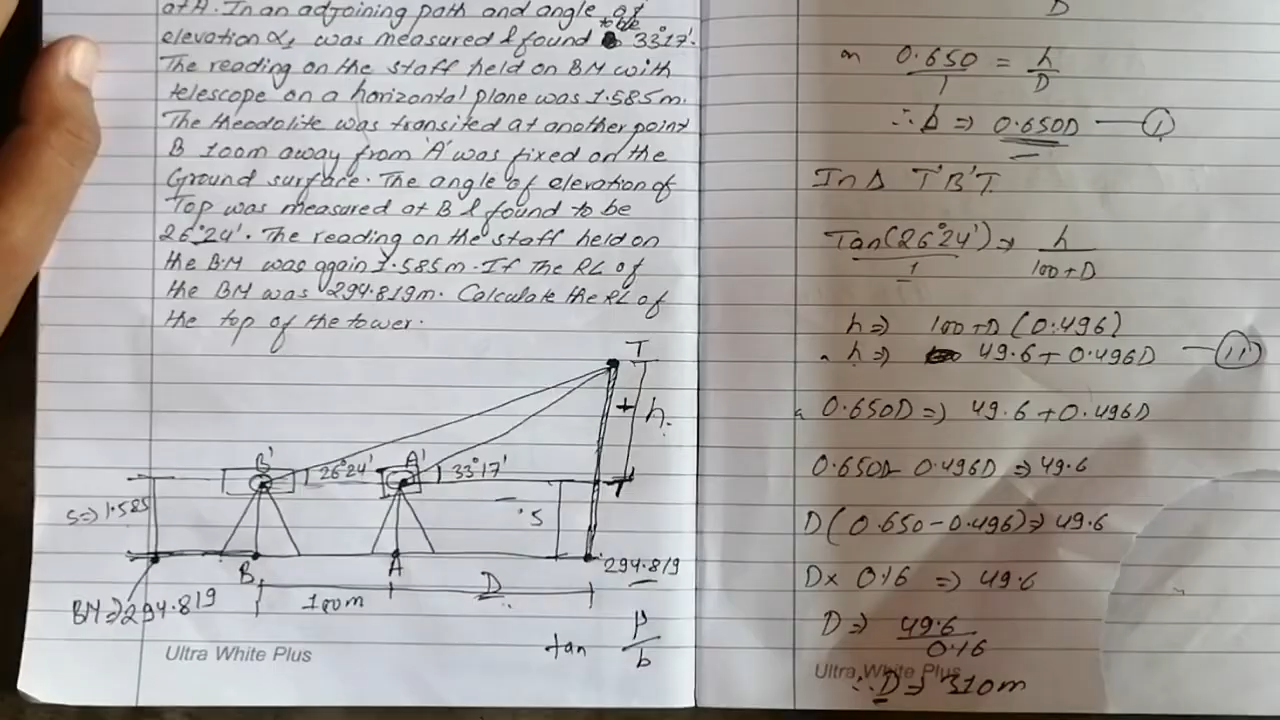 at A. In an adjoining path and angle of
elevation α₁ was measured & found to be 33°17'.
The reading on the staff held on BM with
telescope on a horizontal plane was 1.585m.
The theodolite was transited at another point
B 100m away from 'A' was fixed on the
Ground surface. The angle of elevation of
Top was measured at B & found to be
26°24'. The reading on the staff held on
the BM was again 1.585m. If The RL of
the BM was 294.819m. Calculate the RL of
the top of the tower.
T
h.
B'
26°24'
A'
33°17'
T'
S=>1.585
S
B
A
294.819
BM=>294.819
100m
D
tan P/b
Ultra White Plus
D
0.650/1 = h/D
∴ h => 0.650D — (i)
In Δ T'B'T
Tan(26°24')/1 => h/100+D
h => 100+D (0.496)
h => 49.6 + 0.496D — (ii)
0.650D => 49.6 + 0.496D
0.650D - 0.496D => 49.6
D(0.650-0.496) => 49.6
D x 0.16 => 49.6
D => 49.6/0.16
Ultra White Plus
∴ D => 310m